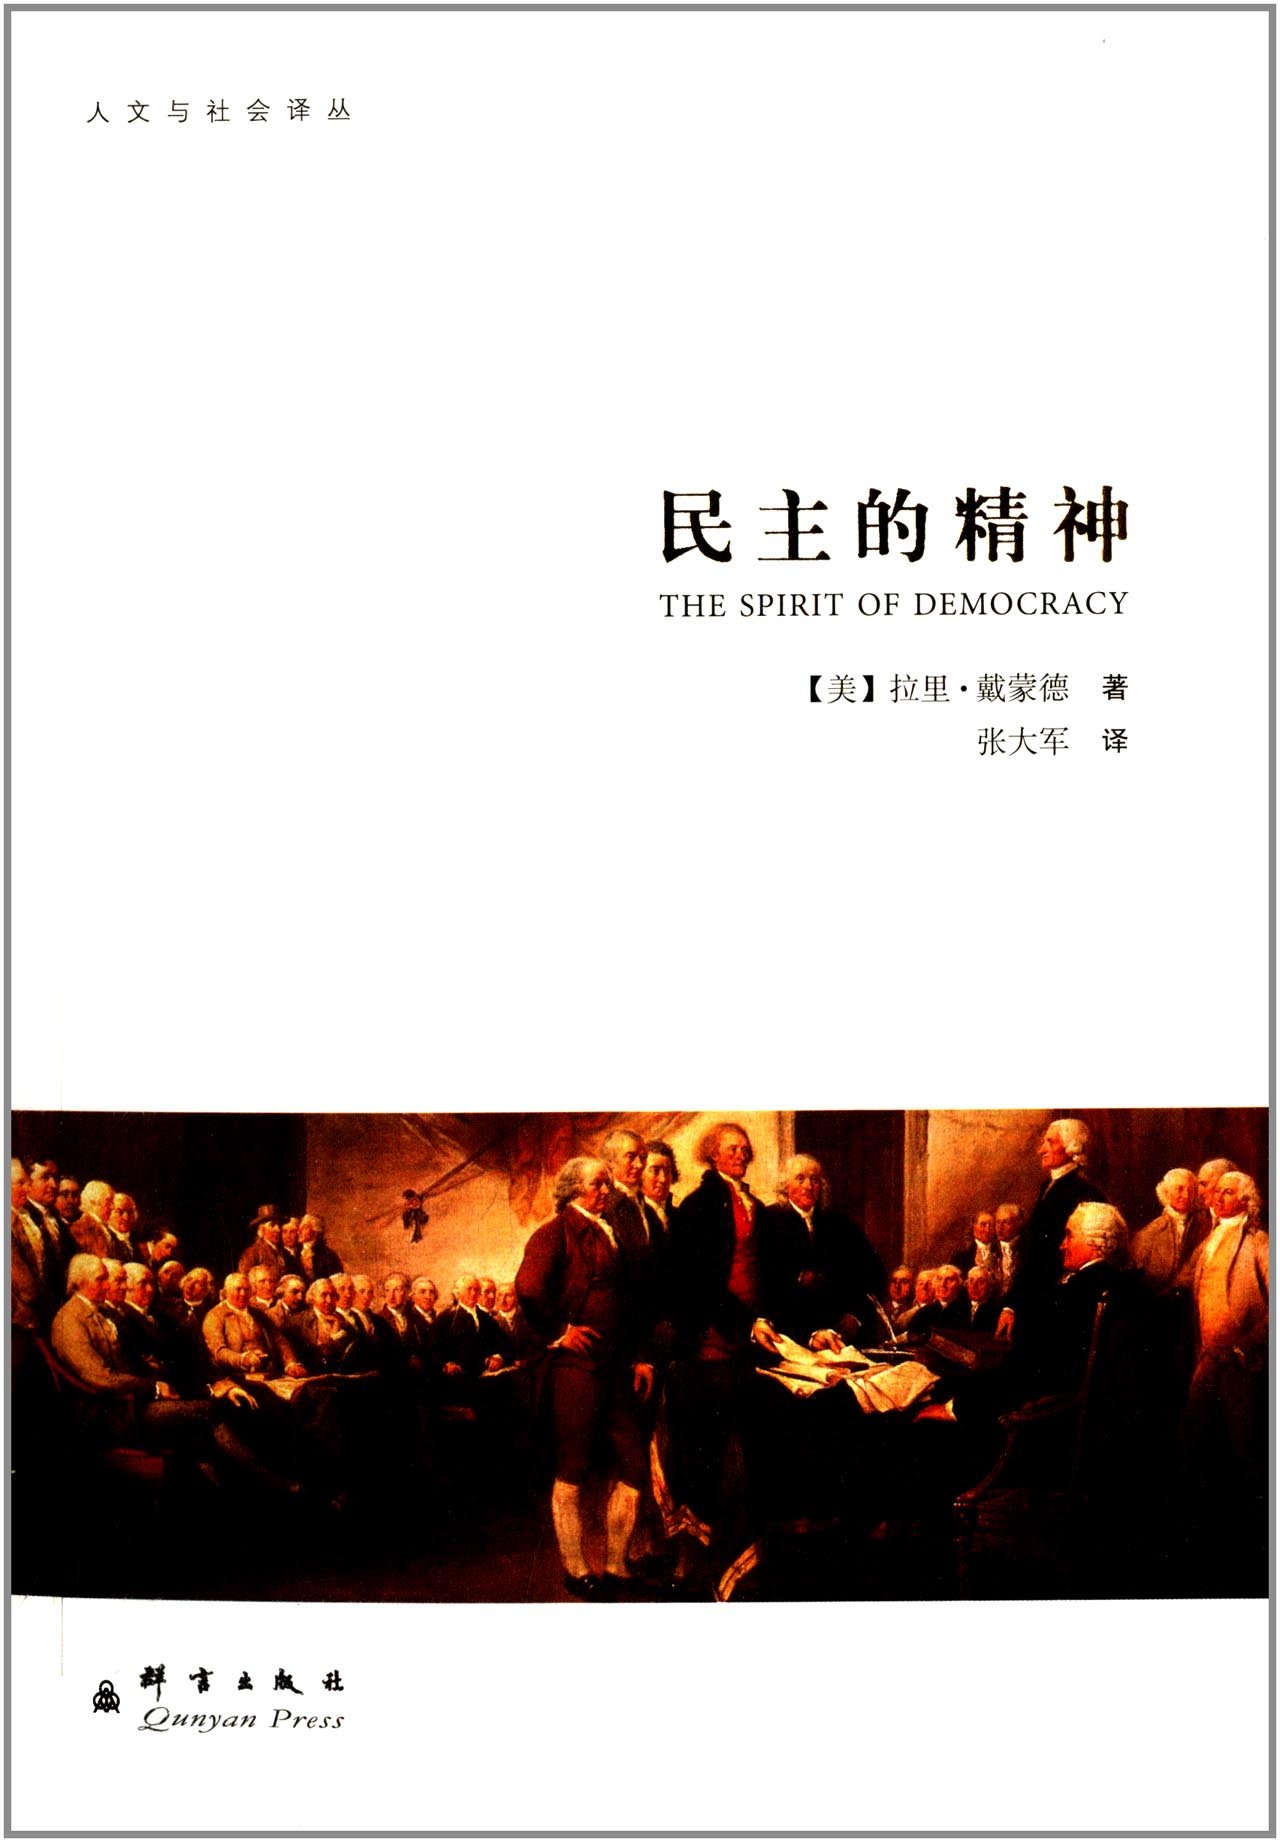 人文与社会译丛
民主的精神
THE SPIRIT OF DEMOCRACY
【美】拉里·戴蒙德 著
张大军 译
群言出版社
Qunyan Press